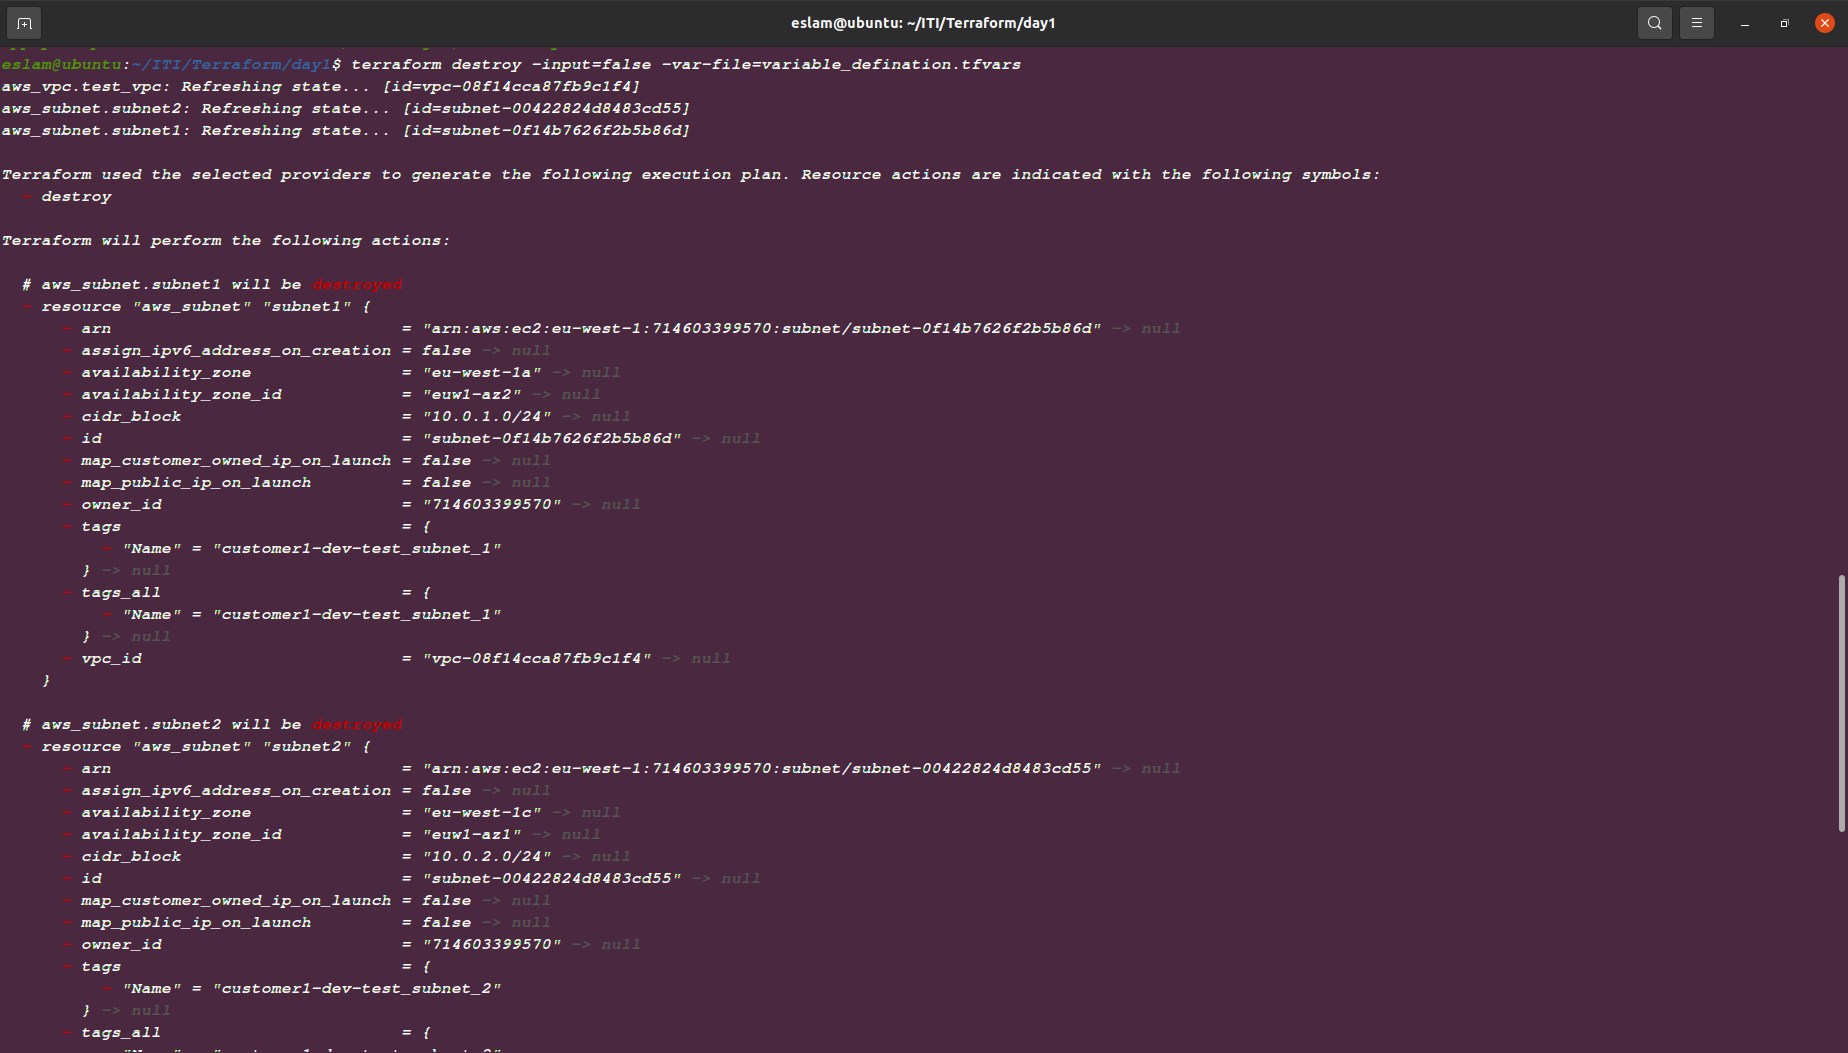 eslam@ubuntu: ~/ITI/Terraform/day1
eslam@ubuntu:~/ITI/Terraform/day1$ terraform destroy -input=false -var-file=variable_defination.tfvars
aws_vpc.test_vpc: Refreshing state... [id=vpc-08f14cca87fb9c1f4]
aws_subnet.subnet2: Refreshing state... [id=subnet-00422824d8483cd55]
aws_subnet.subnet1: Refreshing state... [id=subnet-0f14b7626f2b5b86d]
Terraform used the selected providers to generate the following execution plan. Resource actions are indicated with the following symbols:
- destroy
Terraform will perform the following actions:
# aws_subnet.subnet1 will be destroyed
- resource "aws_subnet" "subnet1" {
- arn = "arn:aws:ec2:eu-west-1:714603399570:subnet/subnet-0f14b7626f2b5b86d" -> null
- assign_ipv6_address_on_creation = false -> null
- availability_zone = "eu-west-1a" -> null
- availability_zone_id = "euw1-az2" -> null
- cidr_block = "10.0.1.0/24" -> null
- id = "subnet-0f14b7626f2b5b86d" -> null
- map_customer_owned_ip_on_launch = false -> null
- map_public_ip_on_launch = false -> null
- owner_id = "714603399570" -> null
- tags = {
- "Name" = "customer1-dev-test_subnet_1"
} -> null
- tags_all = {
- "Name" = "customer1-dev-test_subnet_1"
} -> null
- vpc_id = "vpc-08f14cca87fb9c1f4" -> null
}
# aws_subnet.subnet2 will be destroyed
- resource "aws_subnet" "subnet2" {
- arn = "arn:aws:ec2:eu-west-1:714603399570:subnet/subnet-00422824d8483cd55" -> null
- assign_ipv6_address_on_creation = false -> null
- availability_zone = "eu-west-1c" -> null
- availability_zone_id = "euw1-az1" -> null
- cidr_block = "10.0.2.0/24" -> null
- id = "subnet-00422824d8483cd55" -> null
- map_customer_owned_ip_on_launch = false -> null
- map_public_ip_on_launch = false -> null
- owner_id = "714603399570" -> null
- tags = {
- "Name" = "customer1-dev-test_subnet_2"
} -> null
- tags_all = {